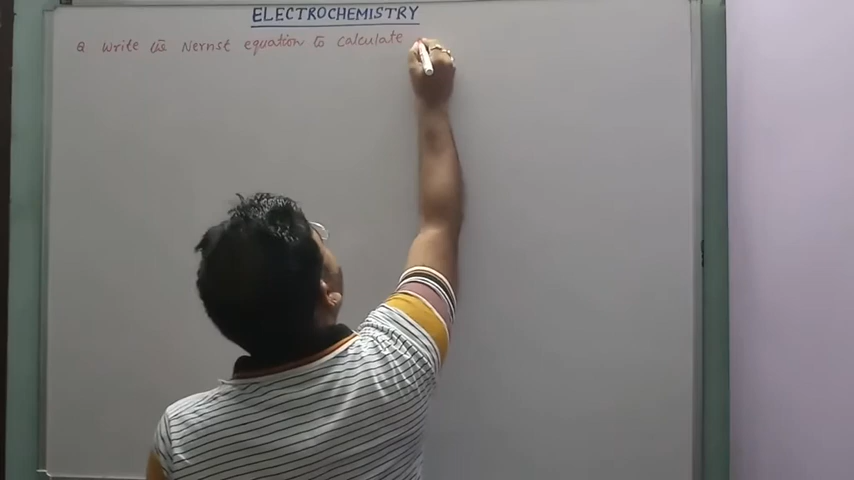 ELECTROCHEMISTRY
Q Write the Nernst equation to calculate